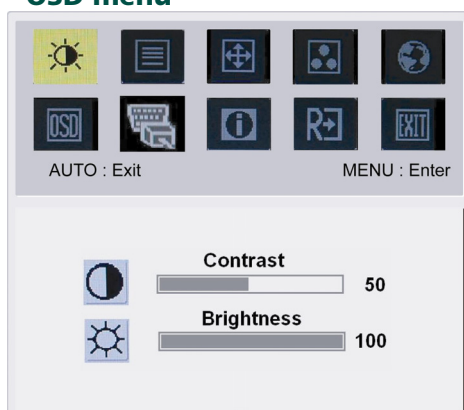 OSD menu
OSD
i
R
EXIT
AUTO : Exit
MENU : Enter
Contrast
50
Brightness
100